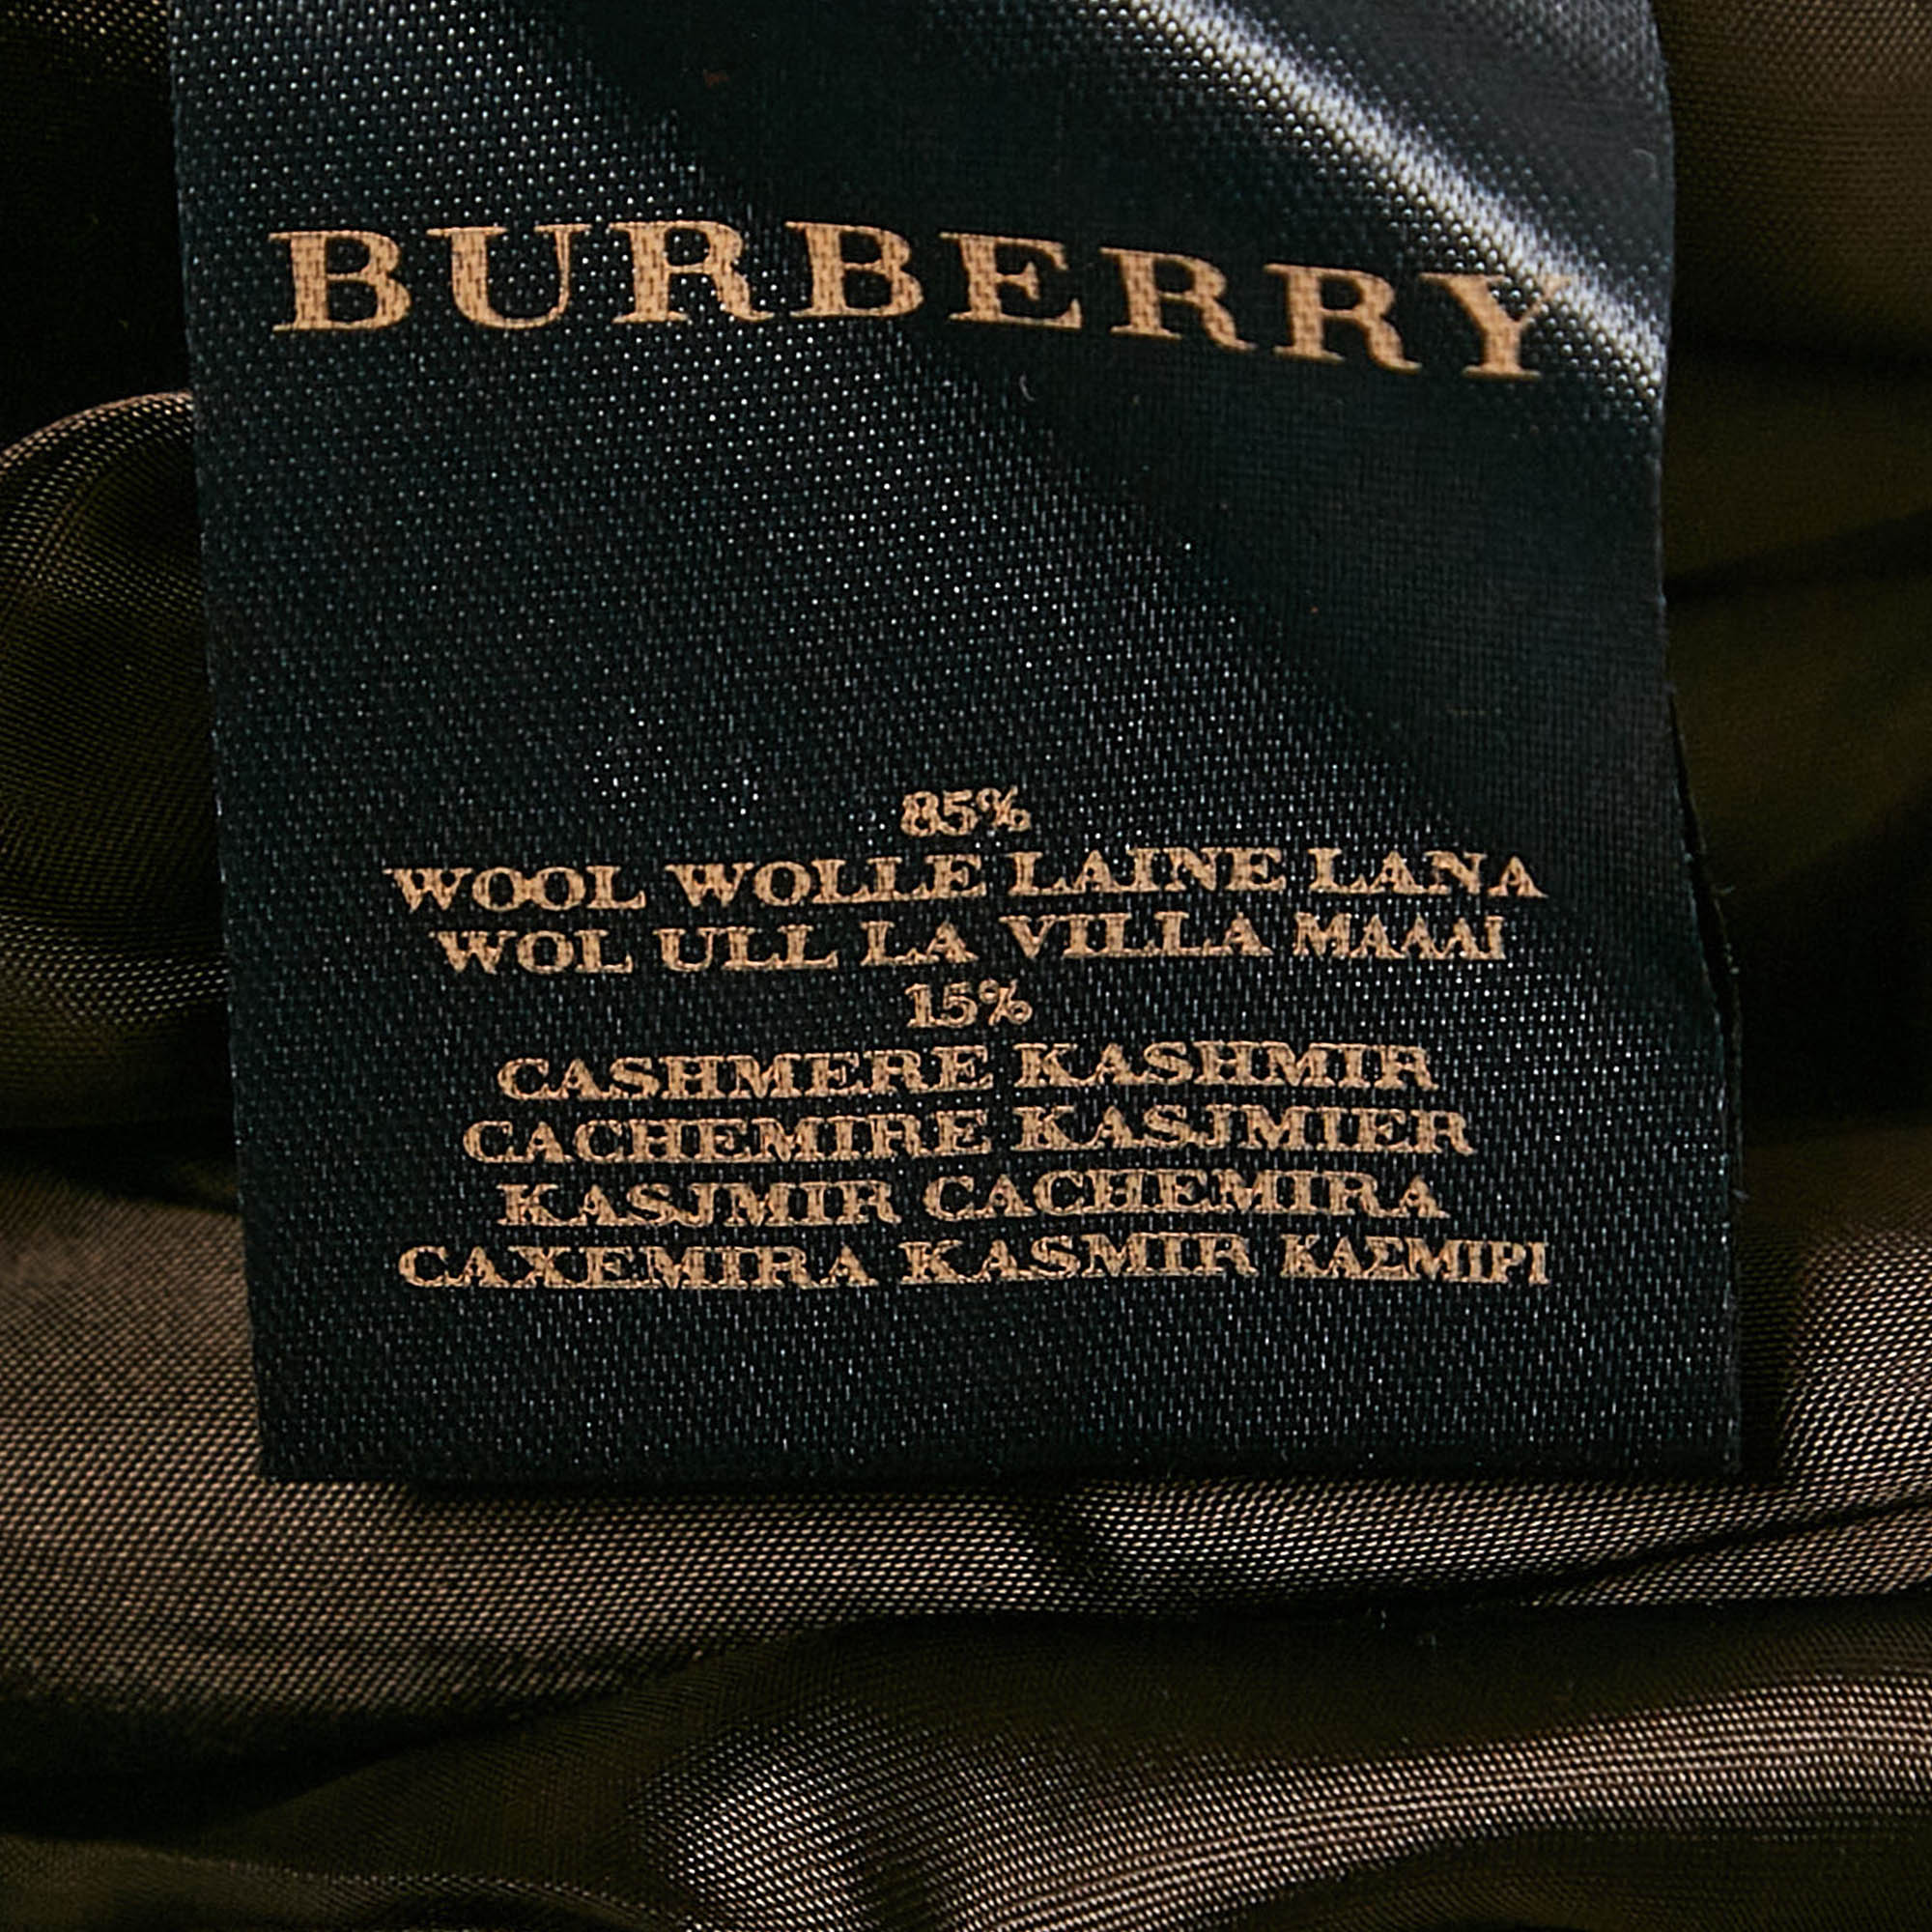 BURBERRY
85%
WOOL WOLLE LAINE LANA
WOL ULL LA VILLA ΜΑΛΛΙ
15%
CASHMERE KASHMIR
CACHEMIRE KASJMIER
KASJMIR CACHEMIRA
CAXEMIRA KASMIR ΚΑΣΜΙΡΙ